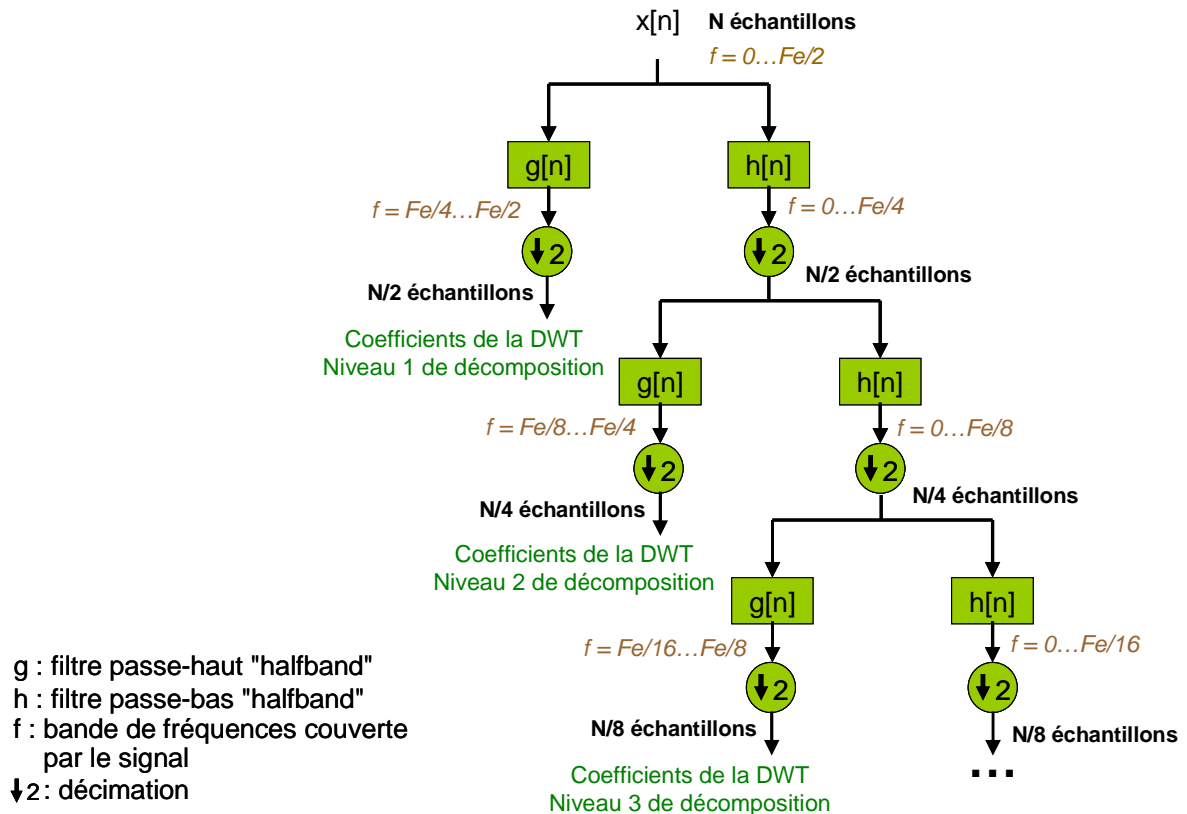 x[n] N échantillons
f = 0…Fe/2
g[n] h[n]
f = Fe/4…Fe/2 f = 0…Fe/4
2 2
N/2 échantillons N/2 échantillons
Coefficients de la DWT
Niveau 1 de décomposition
g[n] h[n]
f = Fe/8…Fe/4 f = 0…Fe/8
2 2
N/4 échantillons N/4 échantillons
Coefficients de la DWT
Niveau 2 de décomposition
g[n] h[n]
f = Fe/16…Fe/8 f = 0…Fe/16
2 2
N/8 échantillons N/8 échantillons
Coefficients de la DWT
Niveau 3 de décomposition
…
g : filtre passe-haut "halfband"
h : filtre passe-bas "halfband"
f : bande de fréquences couverte
par le signal
↓2 : décimation